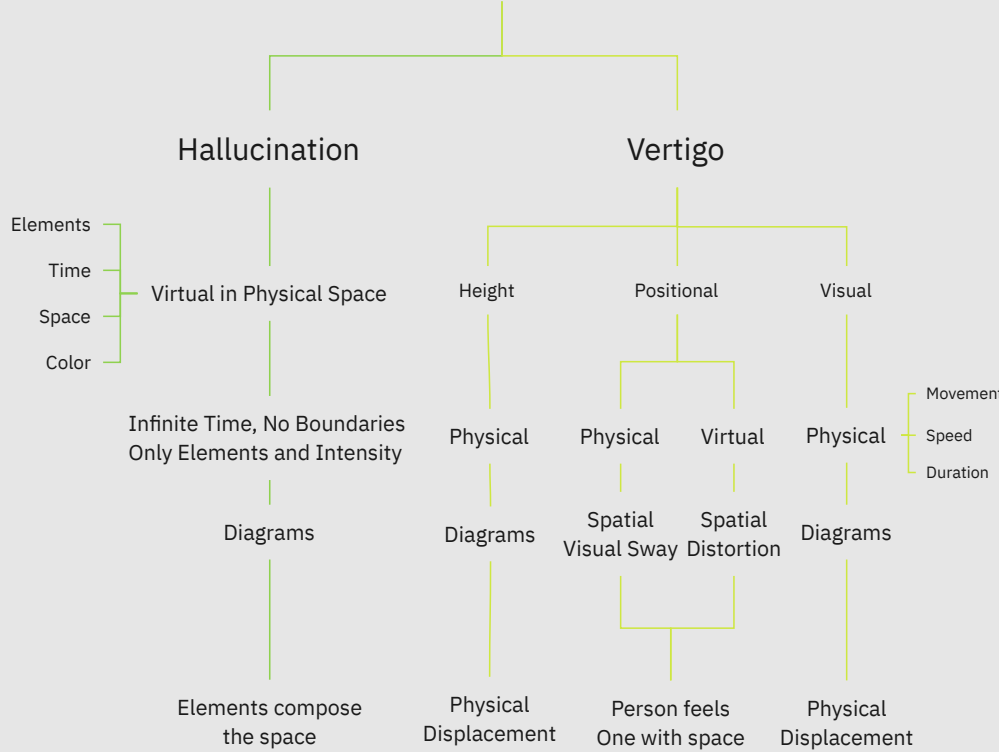 Hallucination
Vertigo
Elements
Time
Space
Color
Virtual in Physical Space
Height
Positional
Visual
Infinite Time, No Boundaries
Only Elements and Intensity
Physical
Physical
Virtual
Physical
Movement
Speed
Duration
Diagrams
Diagrams
Spatial
Visual Sway
Spatial
Distortion
Diagrams
Elements compose
the space
Physical
Displacement
Person feels
One with space
Physical
Displacement